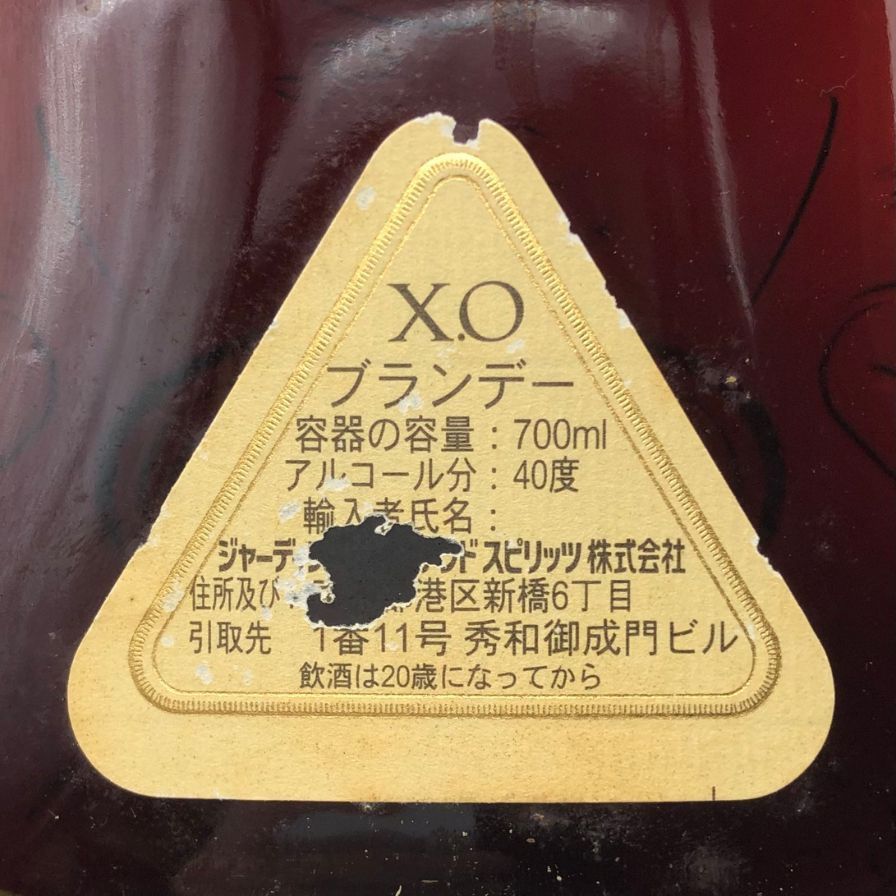 X.O
ブランデー
容器の容量：700ml
アルコール分：40度
輸入者氏名：
ジャーディ ド スピリッツ 株式会社
住所及び 港区新橋6丁目
引取先 1番11号 秀和御成門ビル
飲酒は20歳になってから